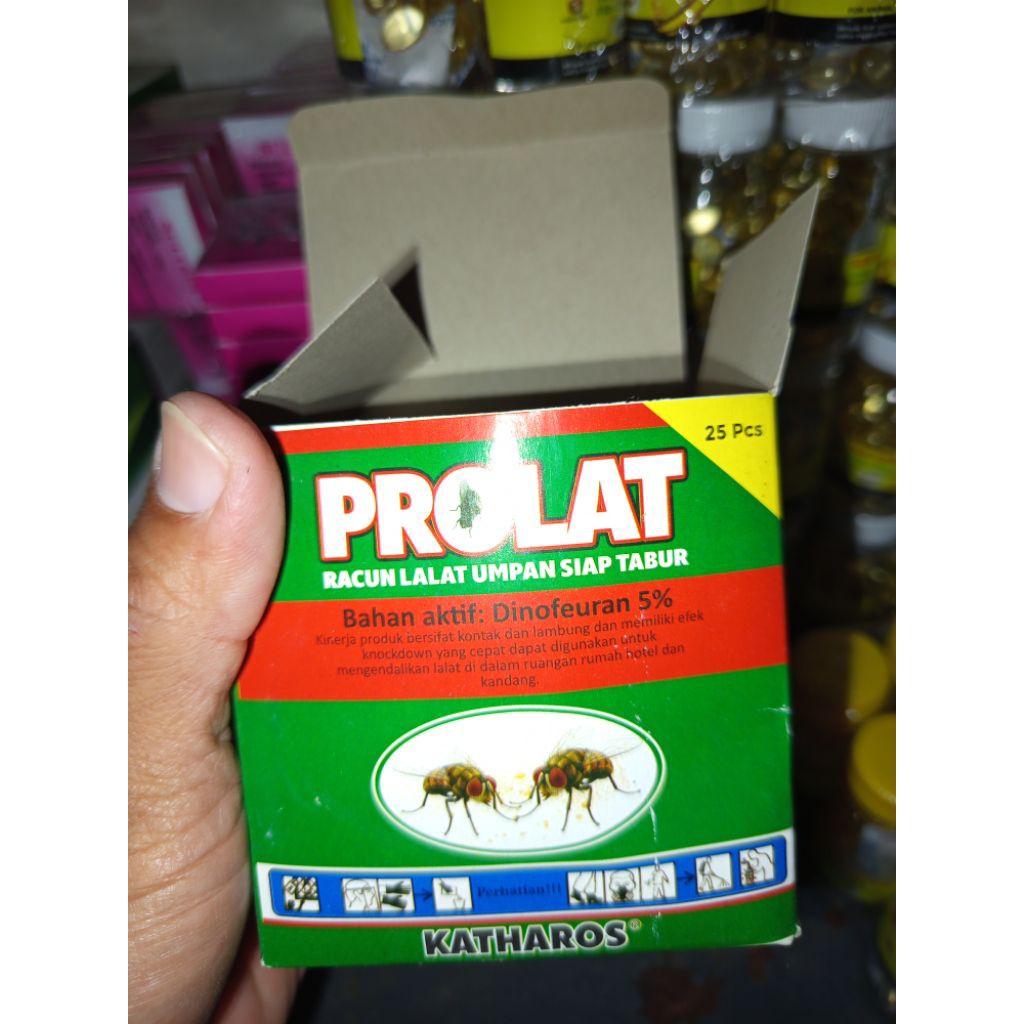 25 Pcs
PROLAT
RACUN LALAT UMPAN SIAP TABUR
Bahan aktif: Dinofeuran 5%
Kinerja produk bersifat kontak dan lambung dan memiliki efek
knockdown yang cepat dapat digunakan untuk
mengendalikan lalat di dalam ruangan rumah hotel dan
kandang.
Perhatian!!!
KATHAROS®